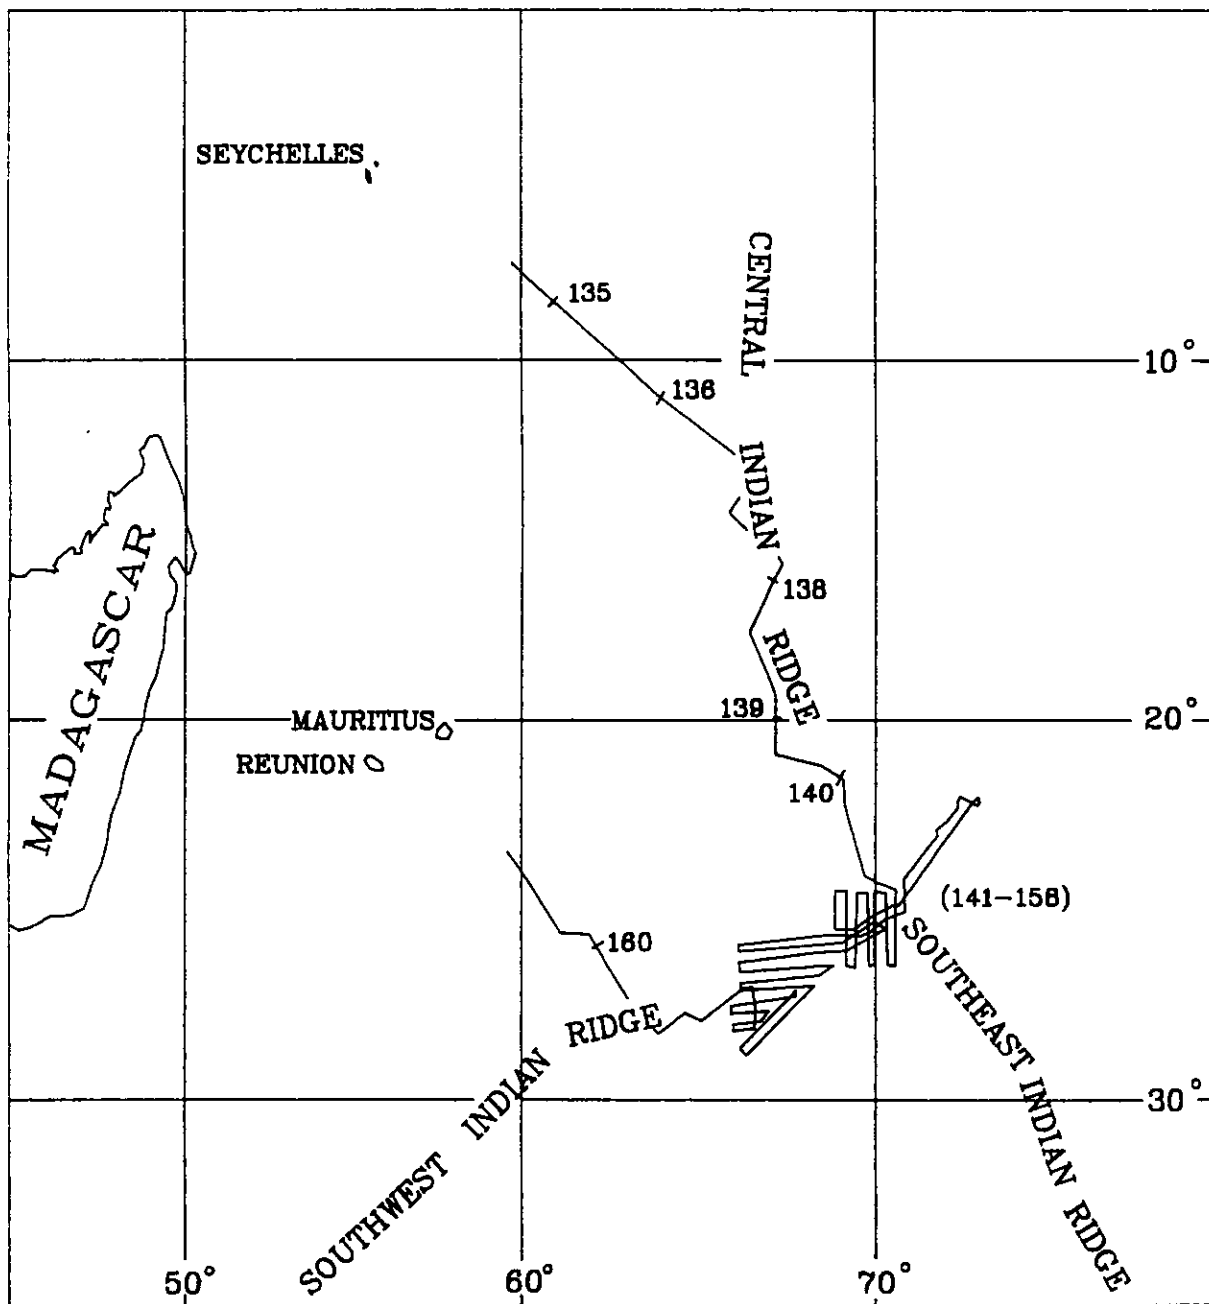 SEYCHELLES
CENTRAL INDIAN RIDGE
135
10°
136
MADAGASCAR
138
139
MAURITIUS
20°
REUNION
140
(141-158)
160
SOUTHWEST INDIAN RIDGE
SOUTHEAST INDIAN RIDGE
30°
50°
60°
70°